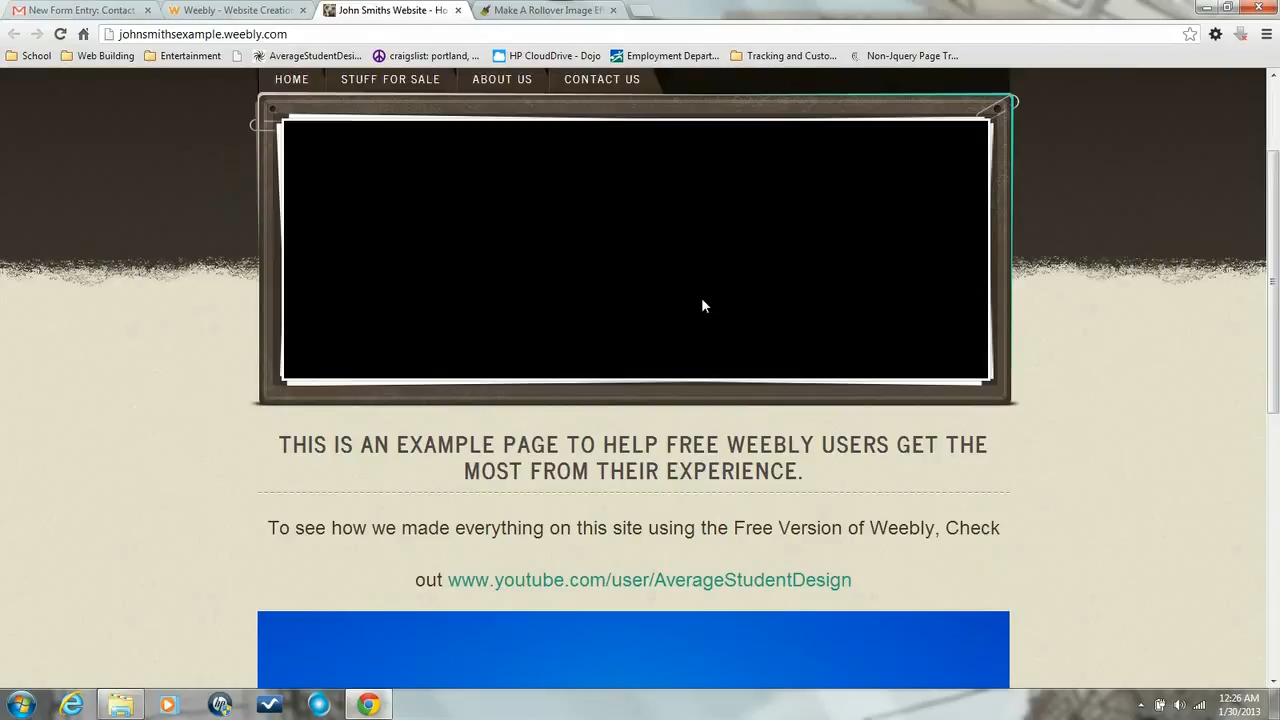 New Form Entry: Contact
Weebly - Website Creation
John Smiths Website - Ho
Make A Rollover Image Ef
johnsmithsexample.weebly.com
School
Web Building
Entertainment
AverageStudentDesi...
craigslist: portland, ...
HP CloudDrive - Dojo
Employment Depart...
Tracking and Custo...
Non-Jquery Page Tr...
HOME
STUFF FOR SALE
ABOUT US
CONTACT US
THIS IS AN EXAMPLE PAGE TO HELP FREE WEEBLY USERS GET THE
MOST FROM THEIR EXPERIENCE.
To see how we made everything on this site using the Free Version of Weebly, Check
out www.youtube.com/user/AverageStudentDesign
12:26 AM
1/30/2013